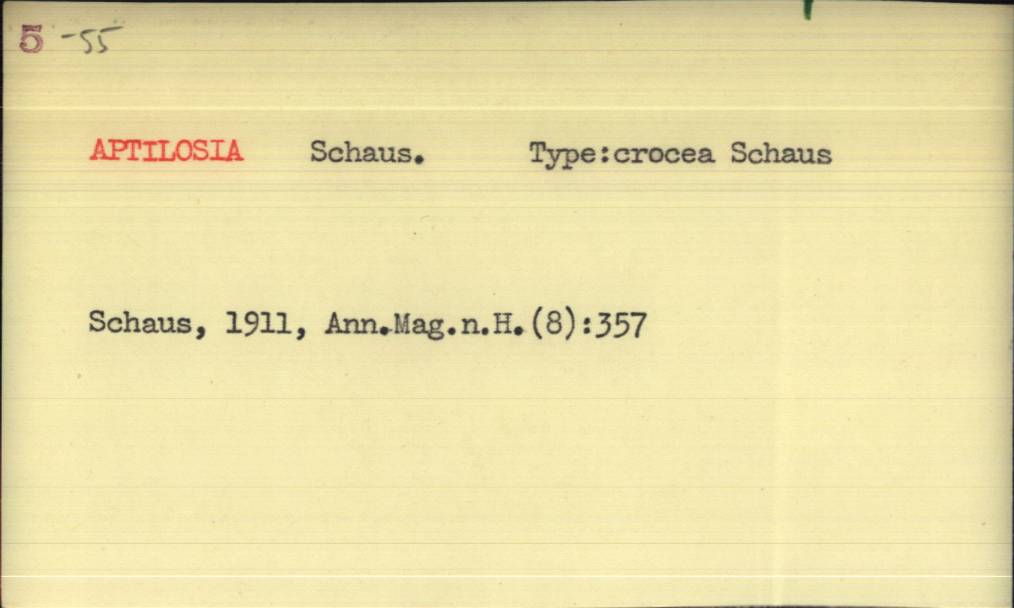 5 -55
APTILOSIA Schaus. Type:crocea Schaus
Schaus, 1911, Ann.Mag.n.H.(8):357